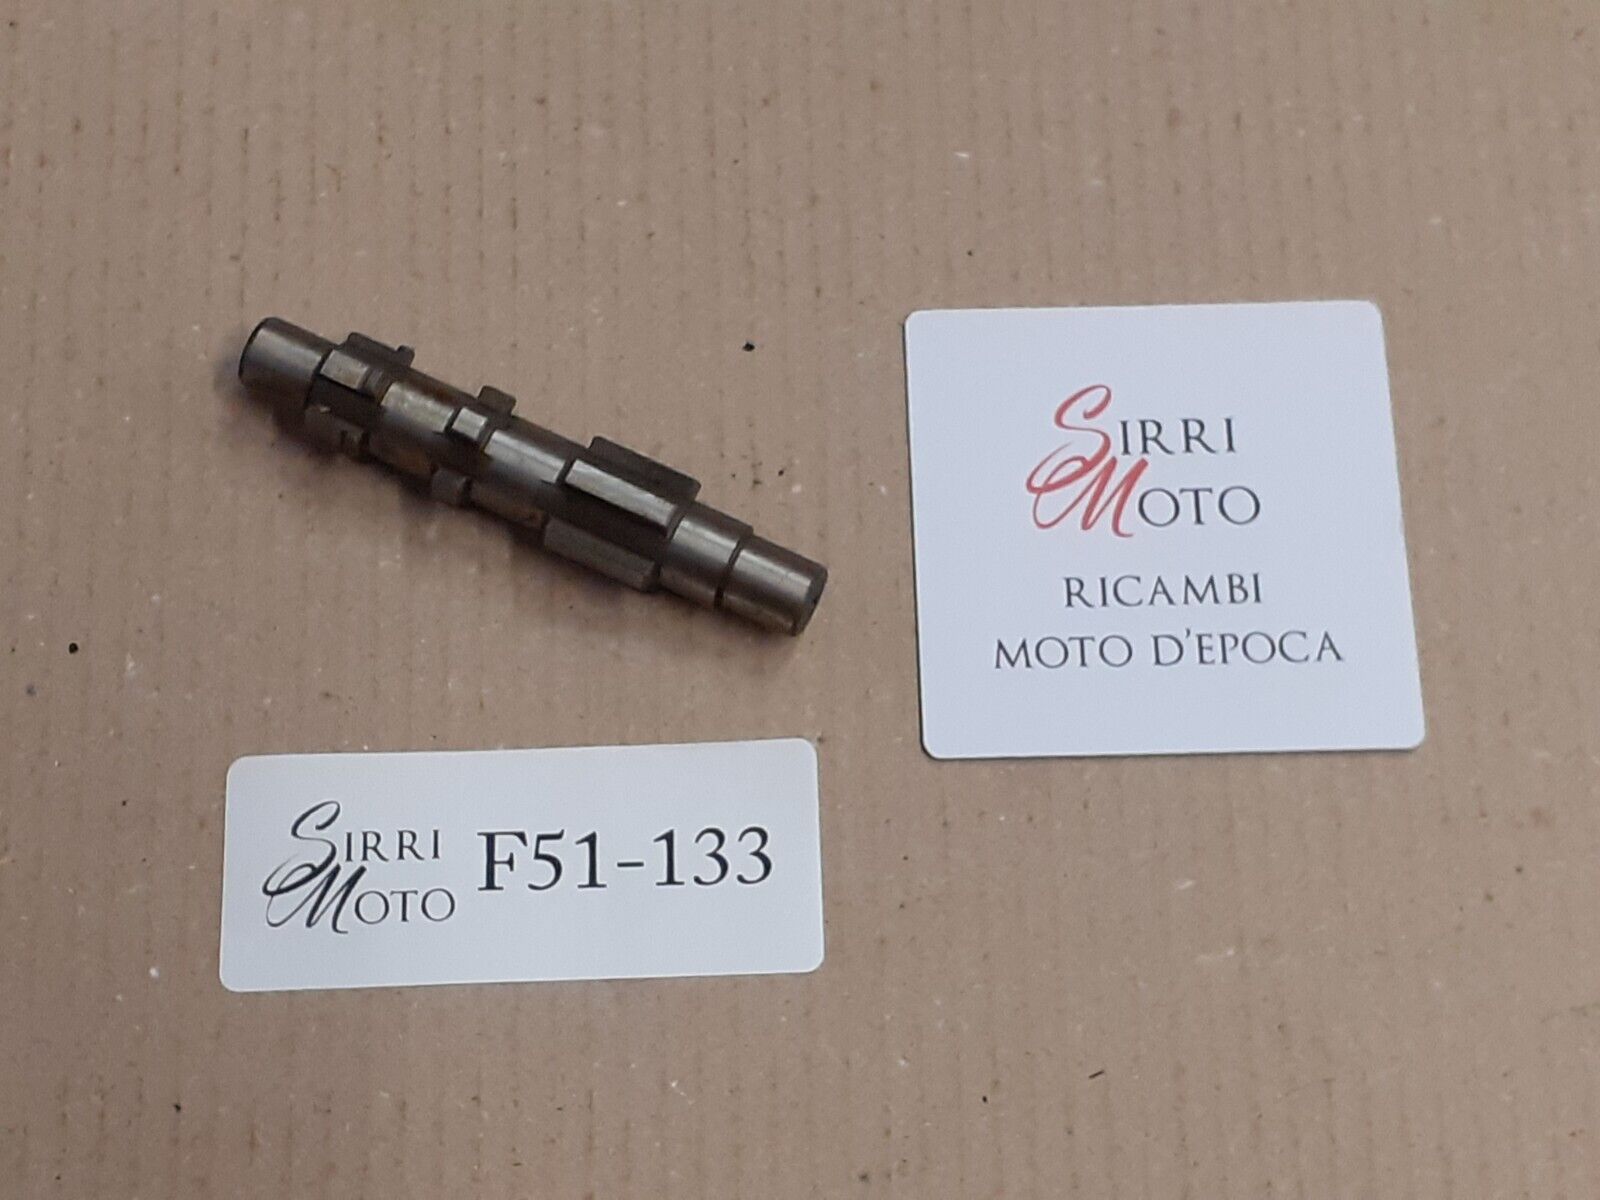 SIRRI
MOTO
RICAMBI
MOTO D'EPOCA
SIRRI
MOTO
F51-133